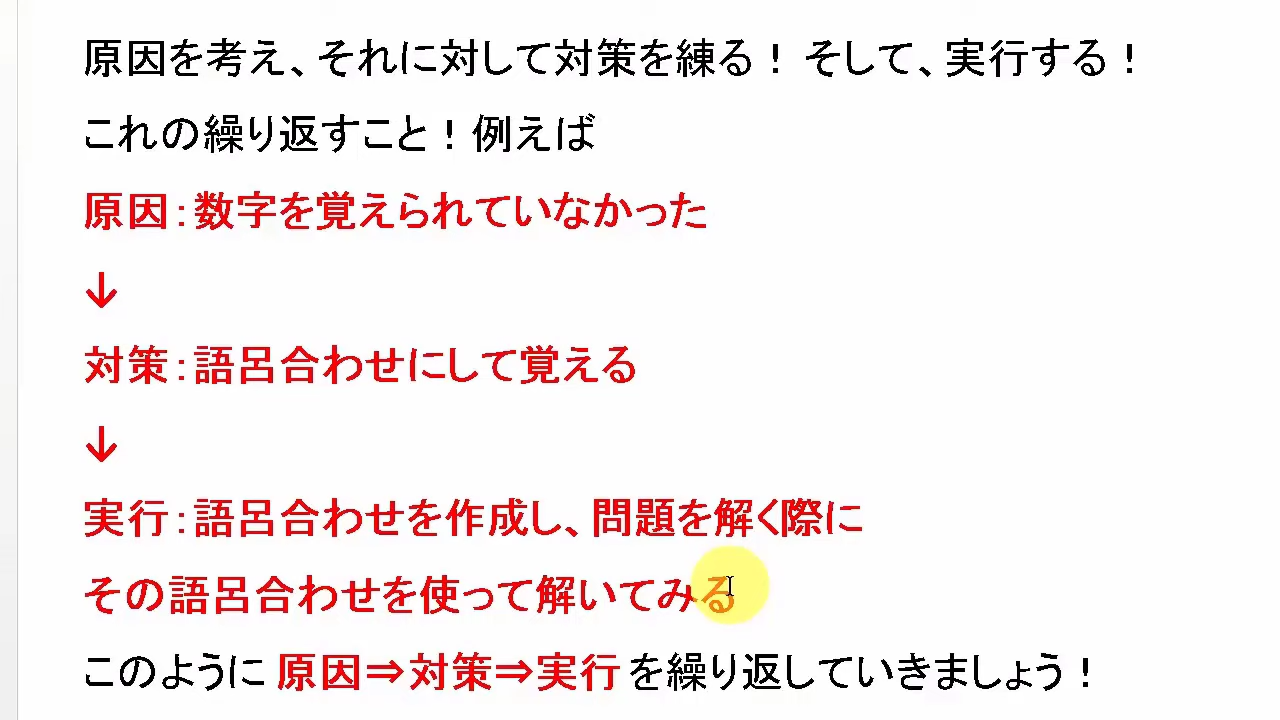 原因を考え、それに対して対策を練る！そして、実行する！
これの繰り返すこと！例えば
原因：数字を覚えられていなかった
↓
対策：語呂合わせにして覚える
↓
実行：語呂合わせを作成し、問題を解く際に
その語呂合わせを使って解いてみる
このように原因⇒対策⇒実行を繰り返していきましょう！